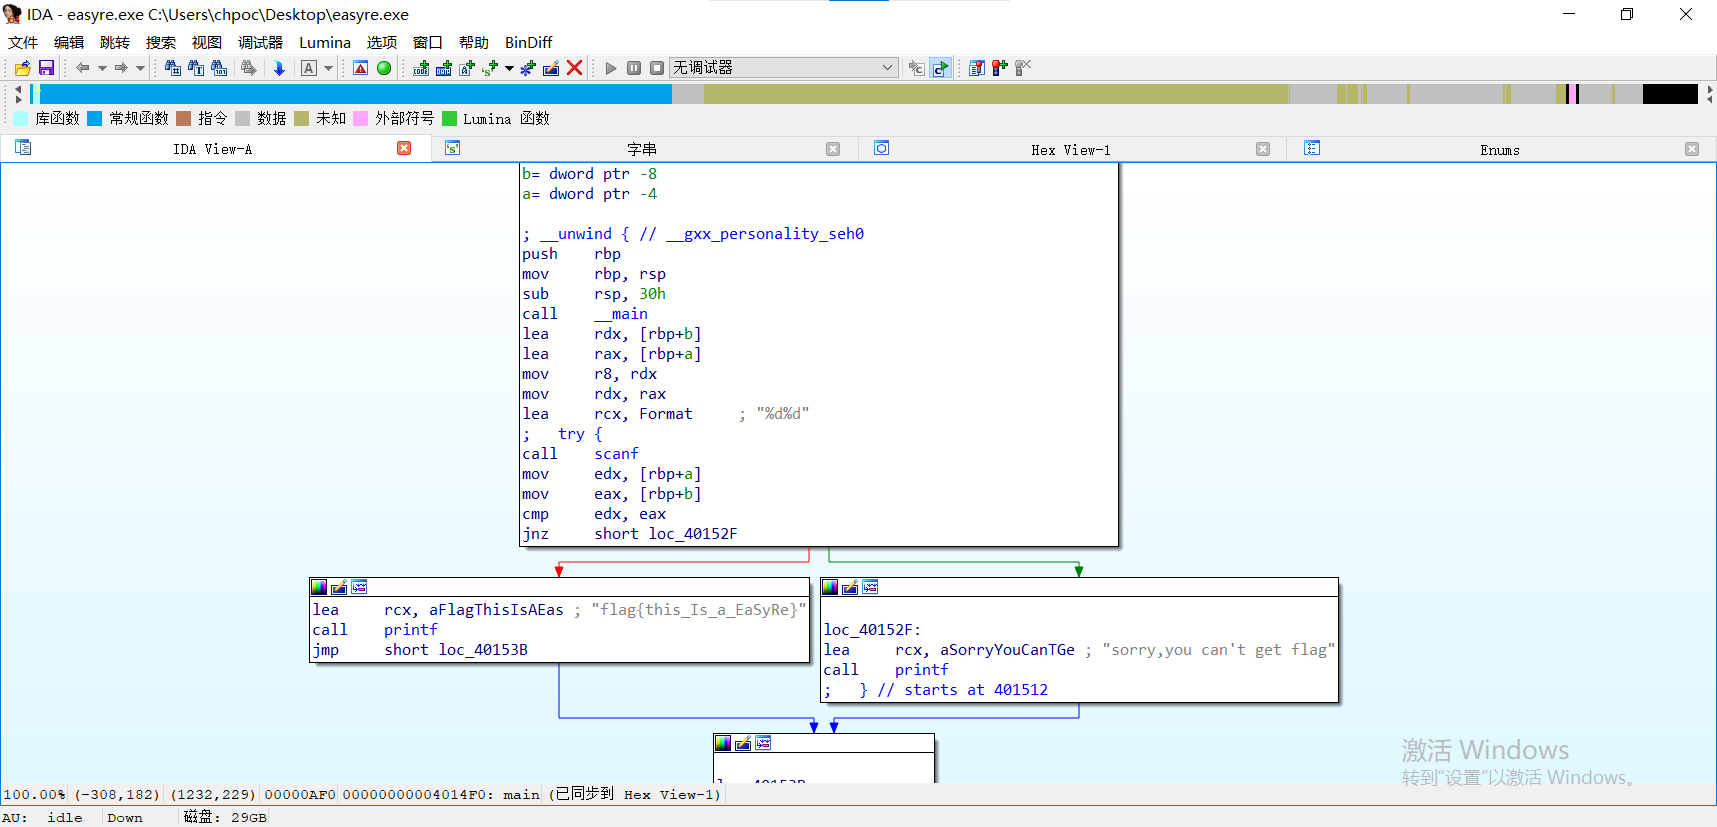 IDA - easyre.exe C:\Users\chpoc\Desktop\easyre.exe
文件 编辑 跳转 搜索 视图 调试器 Lumina 选项 窗口 帮助 BinDiff
无调试器
库函数 常规函数 指令 数据 未知 外部符号 Lumina 函数
IDA View-A 字串 Hex View-1 Enums
b= dword ptr -8
a= dword ptr -4
; __unwind { // __gxx_personality_seh0
push rbp
mov rbp, rsp
sub rsp, 30h
call __main
lea rdx, [rbp+b]
lea rax, [rbp+a]
mov r8, rdx
mov rdx, rax
lea rcx, Format ; "%d%d"
; try {
call scanf
mov edx, [rbp+a]
mov eax, [rbp+b]
cmp edx, eax
jnz short loc_40152F
lea rcx, aFlagThisIsAEas ; "flag{this_Is_a_EaSyRe}"
call printf
jmp short loc_40153B
loc_40152F:
lea rcx, aSorryYouCanTGe ; "sorry,you can't get flag"
call printf
; } // starts at 401512
激活 Windows
转到“设置”以激活 Windows。
100.00% (-308,182) (1232,229) 00000AF0 00000000004014F0: main (已同步到 Hex View-1)
AU: idle Down 磁盘: 29GB